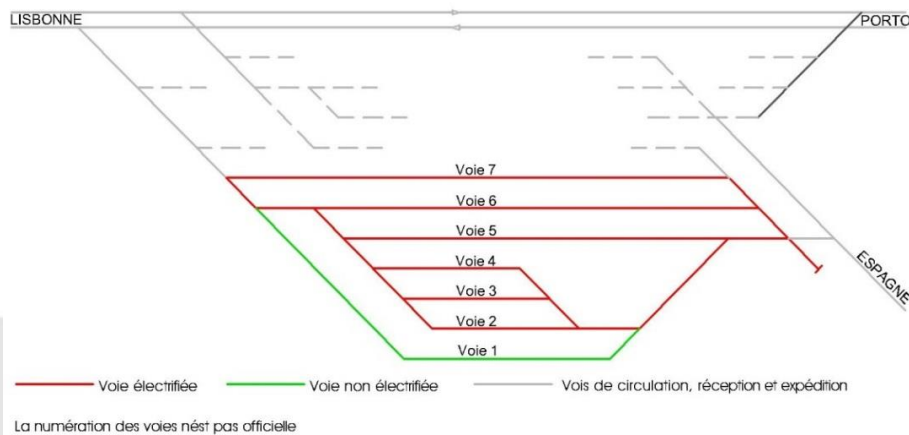 LISBONNE
PORTO
Voie 7
Voie 6
Voie 5
Voie 4
Voie 3
Voie 2
Voie 1
ESPAGNE
Voie électrifiée
Voie non électrifiée
Vois de circulation, réception et expédition
La numération des voies nést pas officielle